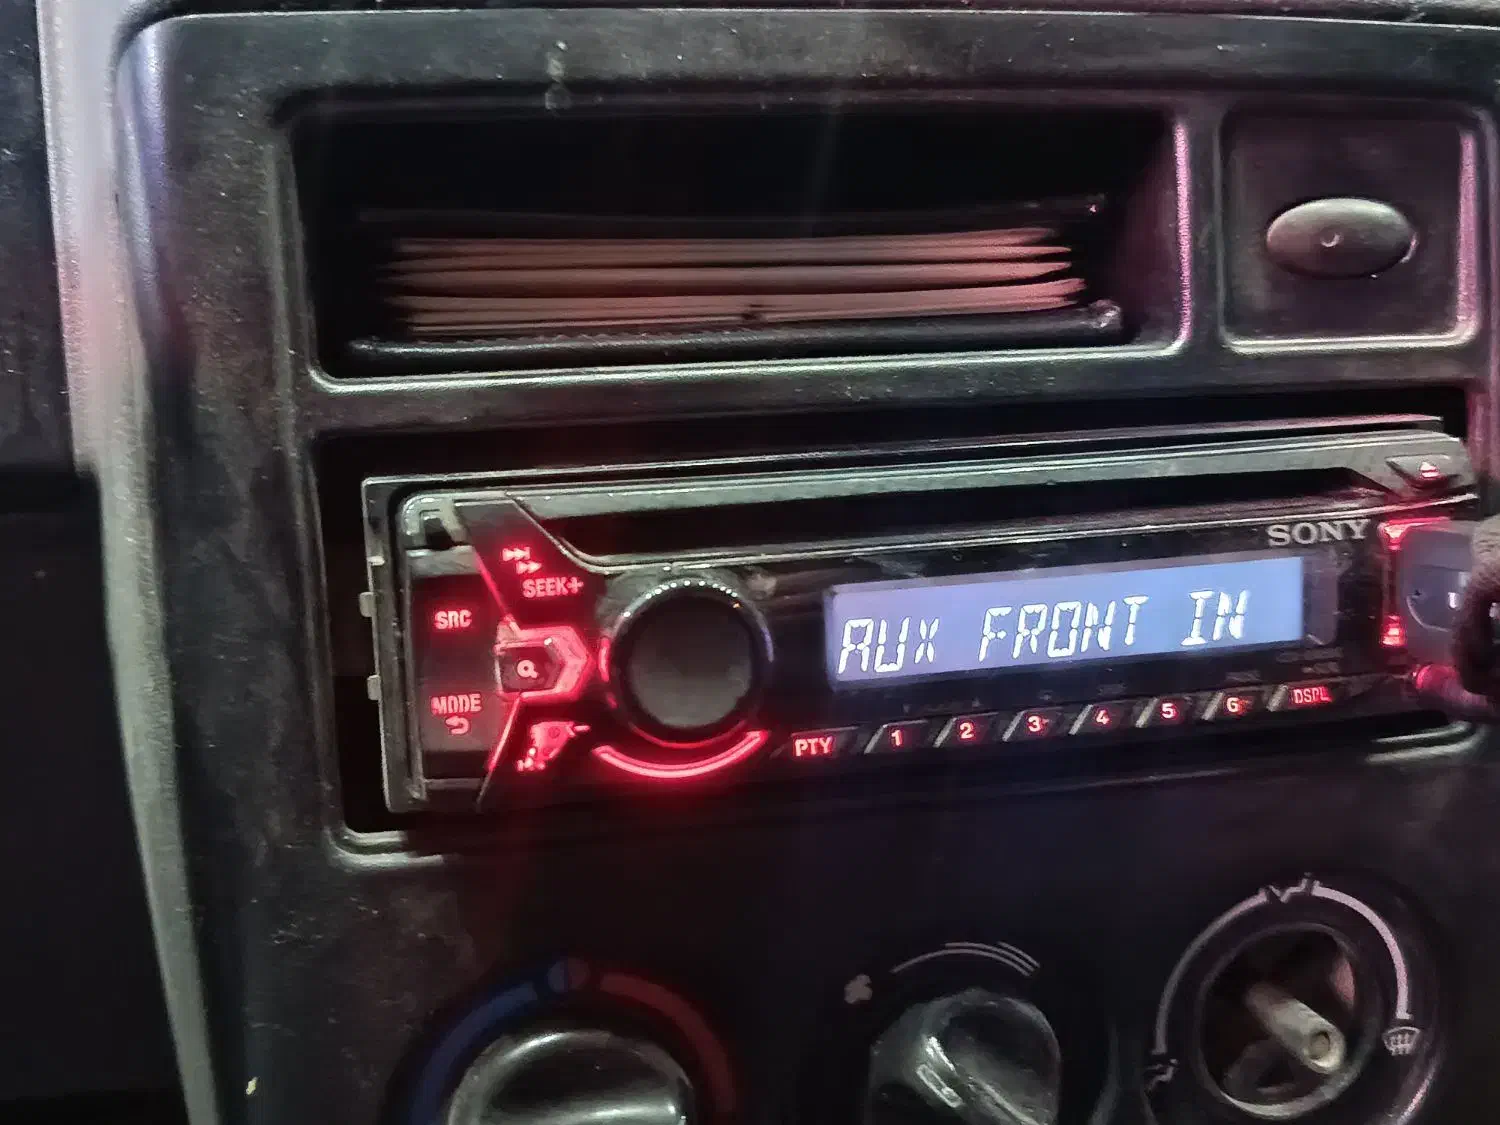 SONY
SEEK+
SRC
AUX FRONT IN
MODE
PTY 1 2 3 4 5 6 DSPL